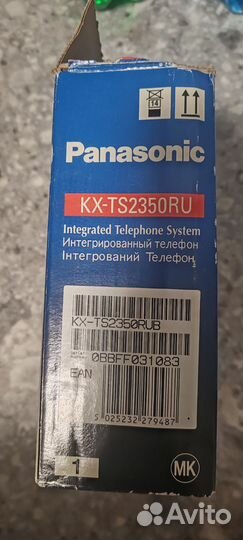 14
Panasonic
KX-TS2350RU
Integrated Telephone System
Интегрированный телефон
Інтегрований Телефон
KX-TS2350RUB
0BBFF031083
EAN
5 025232 279487
1
MK
Avito